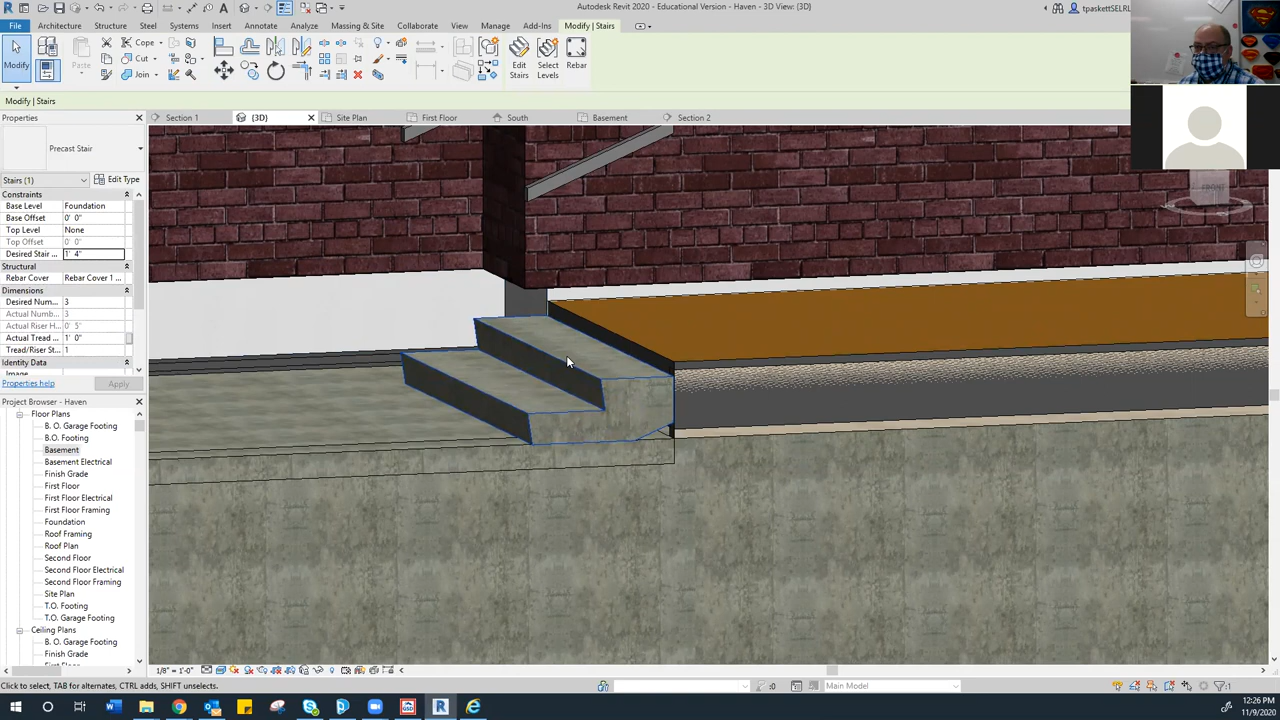 Autodesk Revit 2020 - Educational Version - Haven - 3D View: {3D}
tpaskettSELRL
File Architecture Structure Steel Systems Insert Annotate Analyze Massing & Site Collaborate View Manage Add-Ins Modify | Stairs
Modify
Paste
Cope
Cut
Join
Edit Stairs
Select Levels
Rebar
Modify | Stairs
Properties
Section 1
{3D}
Site Plan
First Floor
South
Basement
Section 2
Precast Stair
Stairs (1)
Edit Type
Constraints
Base Level Foundation
Base Offset 0' 0"
Top Level None
Top Offset 0' 0"
Desired Stair ... 1' 4"
Structural
Rebar Cover Rebar Cover 1 ...
Dimensions
Desired Num... 3
Actual Numb... 3
Actual Riser H... 0' 5"
Actual Tread ... 1' 0"
Tread/Riser St... 1
Identity Data
Image
Properties help
Apply
Project Browser - Haven
Floor Plans
B. O. Garage Footing
B.O. Footing
Basement
Basement Electrical
Finish Grade
First Floor
First Floor Electrical
First Floor Framing
Foundation
Roof Framing
Roof Plan
Second Floor
Second Floor Electrical
Second Floor Framing
Site Plan
T.O. Footing
T.O. Garage Footing
Ceiling Plans
B. O. Garage Footing
Finish Grade
FRONT
1/8" = 1'-0"
Click to select, TAB for alternates, CTRL adds, SHIFT unselects.
:0
Main Model
:1
12:26 PM
11/9/2020